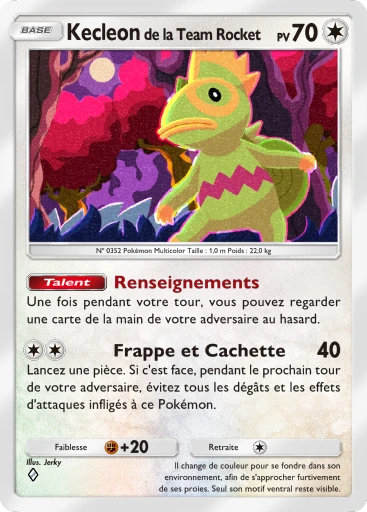 BASE Kecleon de la Team Rocket PV 70
N° 0352 Pokémon Multicolor Taille : 1,0 m Poids : 22,0 kg
Talent Renseignements
Une fois pendant votre tour, vous pouvez regarder
une carte de la main de votre adversaire au hasard.
Frappe et Cachette 40
Lancez une pièce. Si c'est face, pendant le prochain tour
de votre adversaire, évitez tous les dégâts et les effets
d'attaques infligés à ce Pokémon.
Faiblesse +20 Retraite
Illus. Jerky
Il change de couleur pour se fondre dans son
environnement, afin de s'approcher furtivement
de ses proies. Seul son motif ventral reste visible.